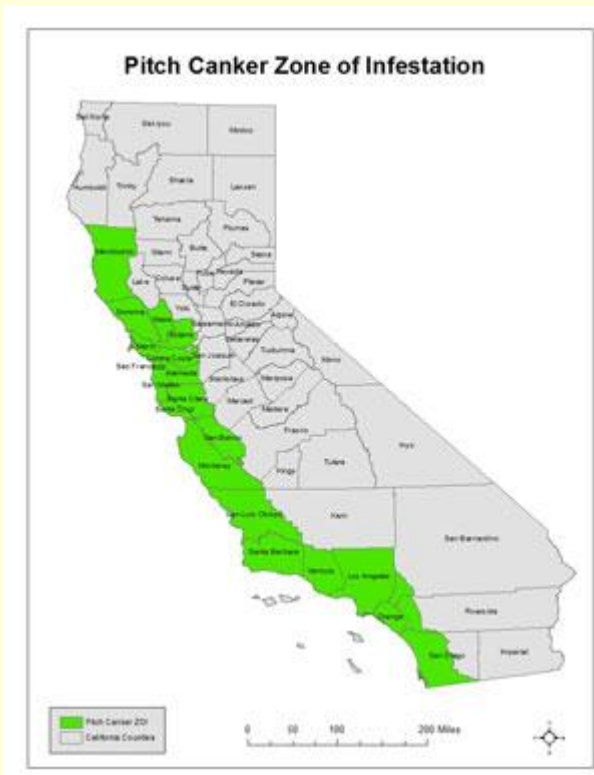 Pitch Canker Zone of Infestation
Del Norte
Siskiyou
Modoc
Humboldt
Trinity
Shasta
Lassen
Tehama
Plumas
Mendocino
Glenn
Butte
Sierra
Nevada
Lake
Colusa
Placer
Yolo
El Dorado
Sonoma
Napa
Alpine
Solano
Sacramento
Amador
Calaveras
Contra Costa
San Joaquin
Tuolumne
Mono
San Francisco
Alameda
San Mateo
Stanislaus
Mariposa
Santa Clara
Merced
Santa Cruz
Madera
San Benito
Fresno
Inyo
Monterey
Kings
Tulare
San Luis Obispo
Kern
San Bernardino
Santa Barbara
Ventura
Los Angeles
Orange
Riverside
San Diego
Imperial
Pitch Canker ZOI
California Counties
0 50 100 200 Miles